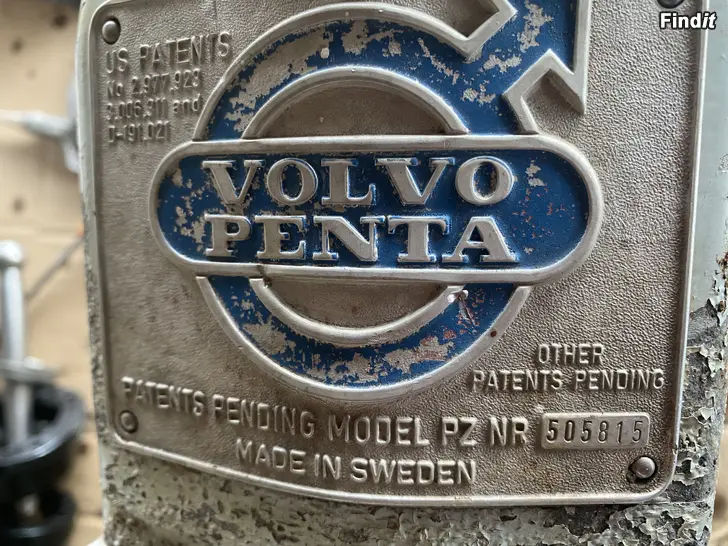 Findit
US PATENTS
No 2,977,923
3,006,311 and
D-191,021
VOLVO
PENTA
OTHER
PATENTS PENDING
PATENTS PENDING MODEL PZ NR 505815
MADE IN SWEDEN